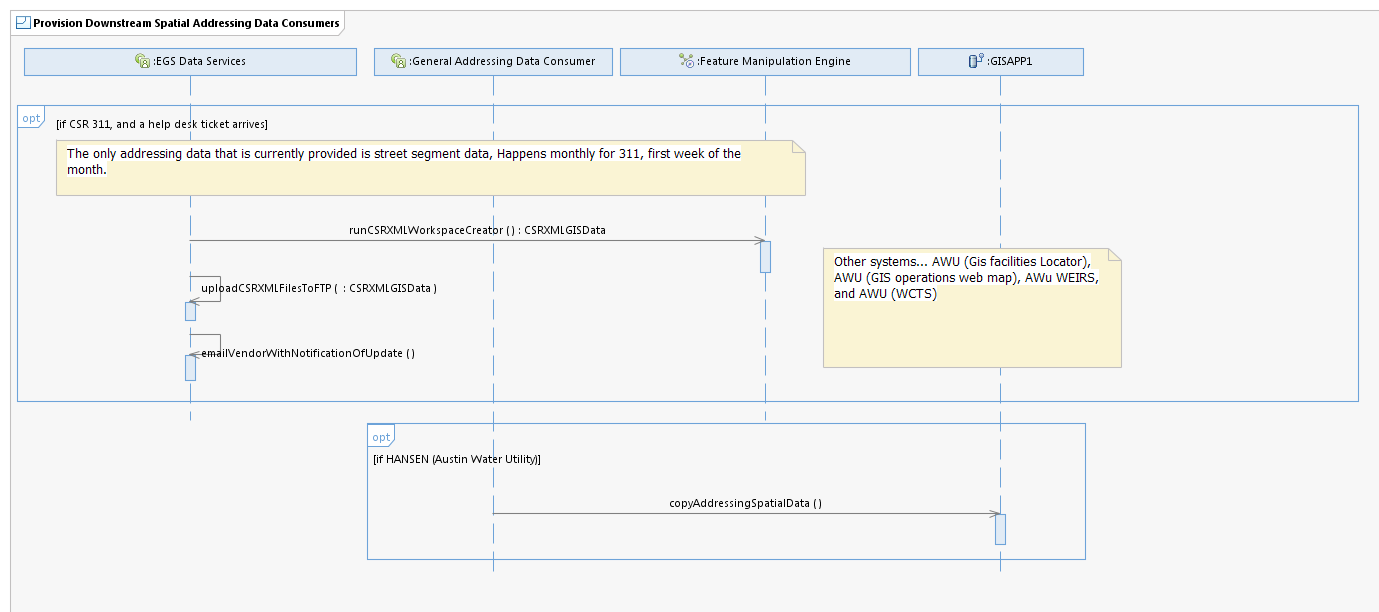 Provision Downstream Spatial Addressing Data Consumers
:EGS Data Services
:General Addressing Data Consumer
:Feature Manipulation Engine
:GISAPP1
opt
[if CSR 311, and a help desk ticket arrives]
The only addressing data that is currently provided is street segment data, Happens monthly for 311, first week of the
month.
runCSRXMLWorkspaceCreator ( ) : CSRXMLGISData
Other systems... AWU (Gis facilities Locator),
AWU (GIS operations web map), AWu WEIRS,
and AWU (WCTS)
uploadCSRXMLFilesToFTP ( : CSRXMLGISData )
emailVendorWithNotificationOfUpdate ( )
opt
[if HANSEN (Austin Water Utility)]
copyAddressingSpatialData ( )